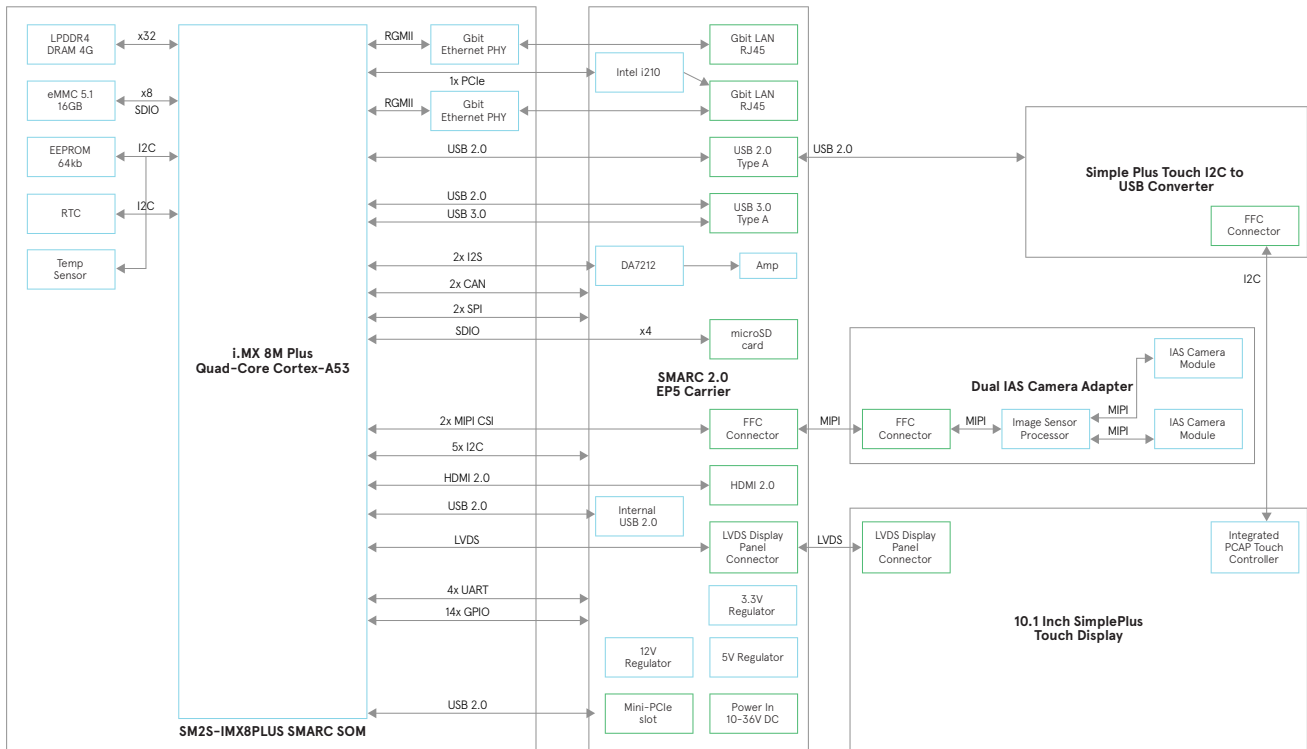 LPDDR4
DRAM 4G
x32
eMMC 5.1
16GB
x8
SDIO
EEPROM
64kb
I2C
RTC
I2C
Temp
Sensor
i.MX 8M Plus
Quad-Core Cortex-A53
SM2S-IMX8PLUS SMARC SOM
RGMII
Gbit
Ethernet PHY
1x PCIe
RGMII
Gbit
Ethernet PHY
USB 2.0
USB 2.0
USB 3.0
2x I2S
2x CAN
2x SPI
SDIO
x4
2x MIPI CSI
5x I2C
HDMI 2.0
USB 2.0
LVDS
4x UART
14x GPIO
USB 2.0
Gbit LAN
RJ45
Intel i210
Gbit LAN
RJ45
USB 2.0
Type A
USB 3.0
Type A
DA7212
Amp
microSD
card
SMARC 2.0
EP5 Carrier
FFC
Connector
HDMI 2.0
Internal
USB 2.0
LVDS Display
Panel
Connector
3.3V
Regulator
12V
Regulator
5V Regulator
Mini-PCIe
slot
Power In
10-36V DC
USB 2.0
Simple Plus Touch I2C to
USB Converter
FFC
Connector
I2C
MIPI
Dual IAS Camera Adapter
FFC
Connector
MIPI
Image Sensor
Processor
MIPI
MIPI
IAS Camera
Module
IAS Camera
Module
LVDS
LVDS Display
Panel
Connector
Integrated
PCAP Touch
Controller
10.1 Inch SimplePlus
Touch Display